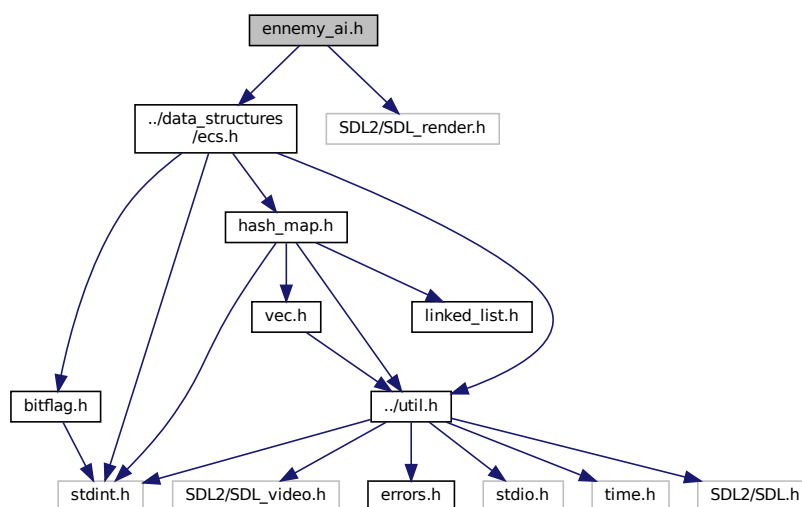 ennemy_ai.h
../data_structures
/ecs.h
SDL2/SDL_render.h
hash_map.h
vec.h
linked_list.h
bitflag.h
../util.h
stdint.h
SDL2/SDL_video.h
errors.h
stdio.h
time.h
SDL2/SDL.h